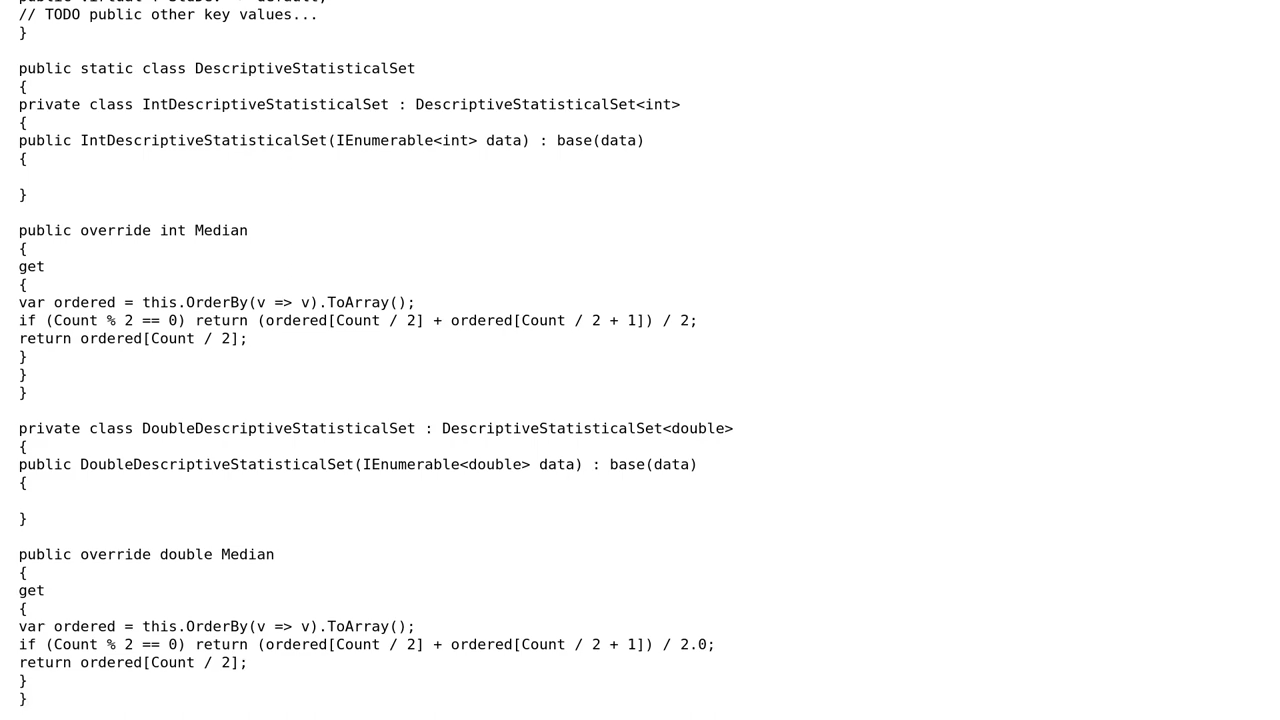 // TODO public other key values...
}
public static class DescriptiveStatisticalSet
{
private class IntDescriptiveStatisticalSet : DescriptiveStatisticalSet<int>
{
public IntDescriptiveStatisticalSet(IEnumerable<int> data) : base(data)
{
}
public override int Median
{
get
{
var ordered = this.OrderBy(v => v).ToArray();
if (Count % 2 == 0) return (ordered[Count / 2] + ordered[Count / 2 + 1]) / 2;
return ordered[Count / 2];
}
}
}
private class DoubleDescriptiveStatisticalSet : DescriptiveStatisticalSet<double>
{
public DoubleDescriptiveStatisticalSet(IEnumerable<double> data) : base(data)
{
}
public override double Median
{
get
{
var ordered = this.OrderBy(v => v).ToArray();
if (Count % 2 == 0) return (ordered[Count / 2] + ordered[Count / 2 + 1]) / 2.0;
return ordered[Count / 2];
}
}